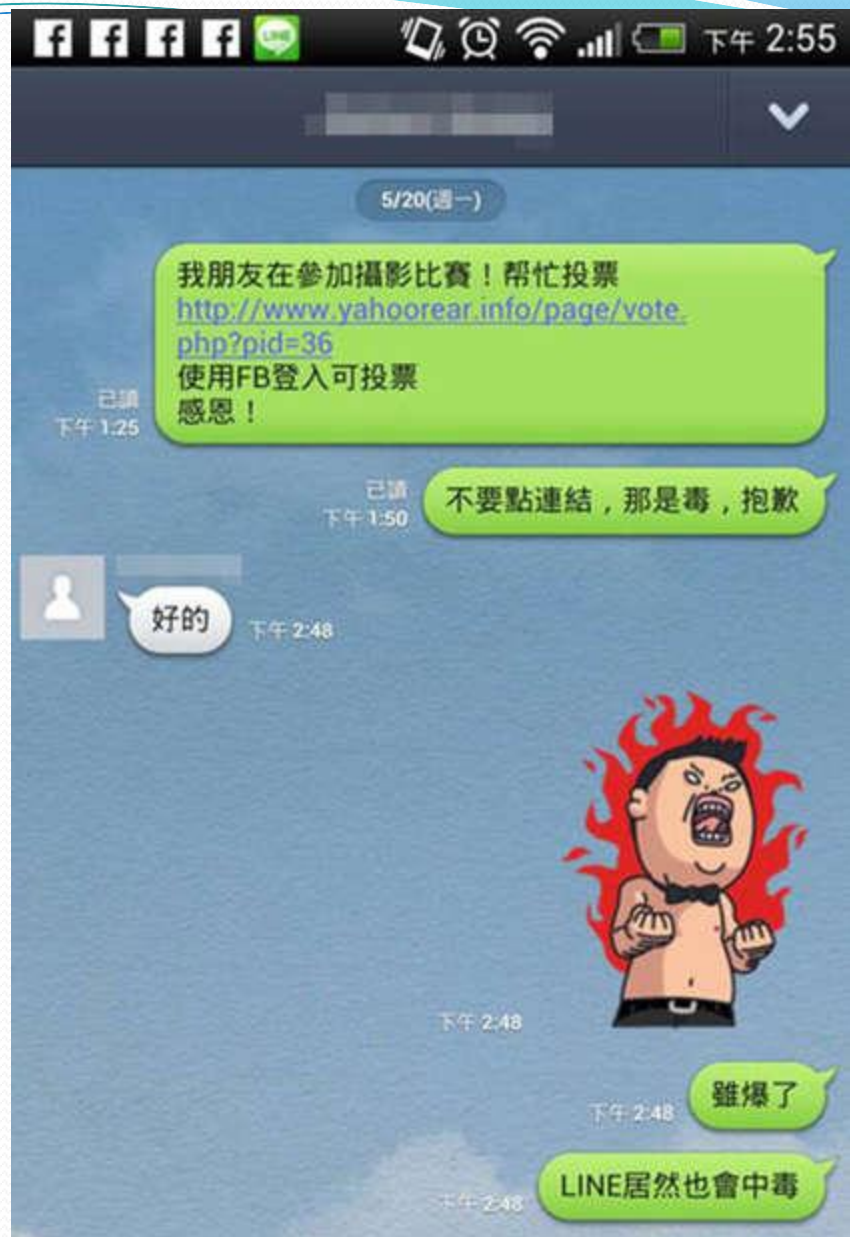 LINE
下午 2:55
5/20(週一)
我朋友在參加攝影比賽！帮忙投票
http://www.yahoorear.info/page/vote.
php?pid=36
使用FB登入可投票
感恩！
已讀
下午 1:25
已讀
下午 1:50
不要點連結，那是毒，抱歉
好的
下午 2:48
下午 2:48
下午 2:48
雖爆了
下午 2:48
LINE居然也會中毒